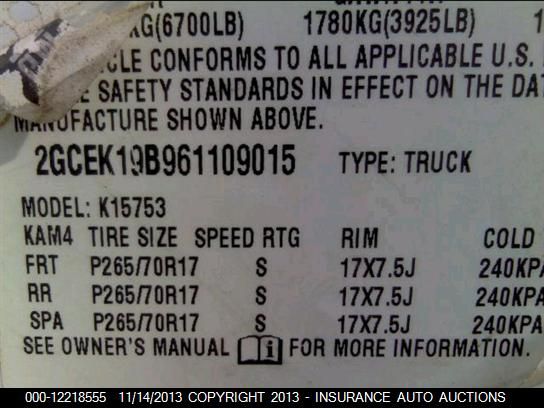 KG(6700LB) 1780KG(3925LB) 1
CLE CONFORMS TO ALL APPLICABLE U.S.
SAFETY STANDARDS IN EFFECT ON THE DAT
MANUFACTURE SHOWN ABOVE.
2GCEK19B961109015 TYPE: TRUCK
MODEL: K15753
KAM4 TIRE SIZE SPEED RTG RIM COLD
FRT P265/70R17 S 17X7.5J 240KPA
RR P265/70R17 S 17X7.5J 240KPA
SPA P265/70R17 S 17X7.5J 240KPA
SEE OWNER'S MANUAL i FOR MORE INFORMATION.
000-12218555 11/14/2013 COPYRIGHT 2013 - INSURANCE AUTO AUCTIONS